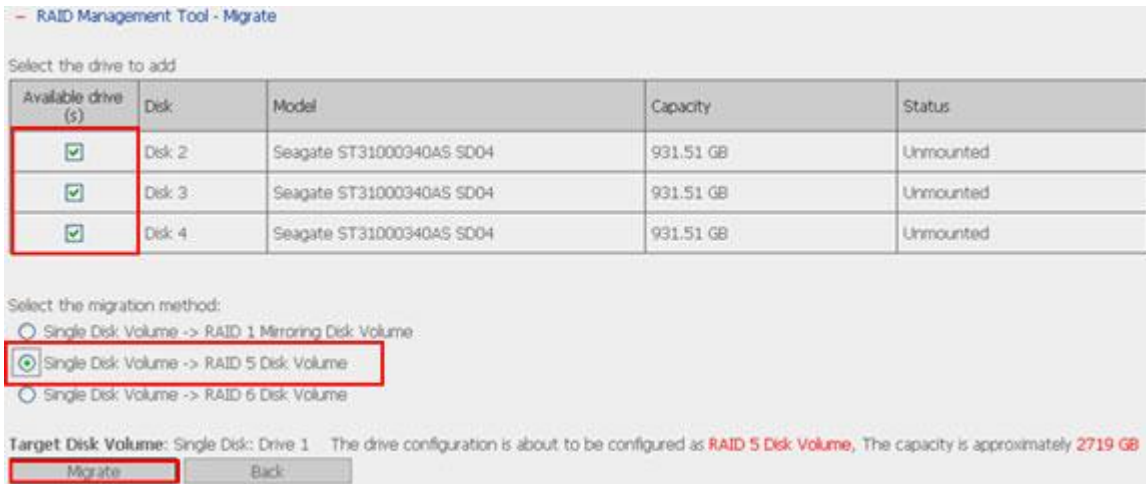 − RAID Management Tool - Migrate
Select the drive to add
Available drive (s) Disk Model Capacity Status
Disk 2 Seagate ST31000340AS SD04 931.51 GB Unmounted
Disk 3 Seagate ST31000340AS SD04 931.51 GB Unmounted
Disk 4 Seagate ST31000340AS SD04 931.51 GB Unmounted
Select the migration method:
Single Disk Volume -> RAID 1 Mirroring Disk Volume
Single Disk Volume -> RAID 5 Disk Volume
Single Disk Volume -> RAID 6 Disk Volume
Target Disk Volume: Single Disk: Drive 1 The drive configuration is about to be configured as RAID 5 Disk Volume, The capacity is approximately 2719 GB
Migrate Back